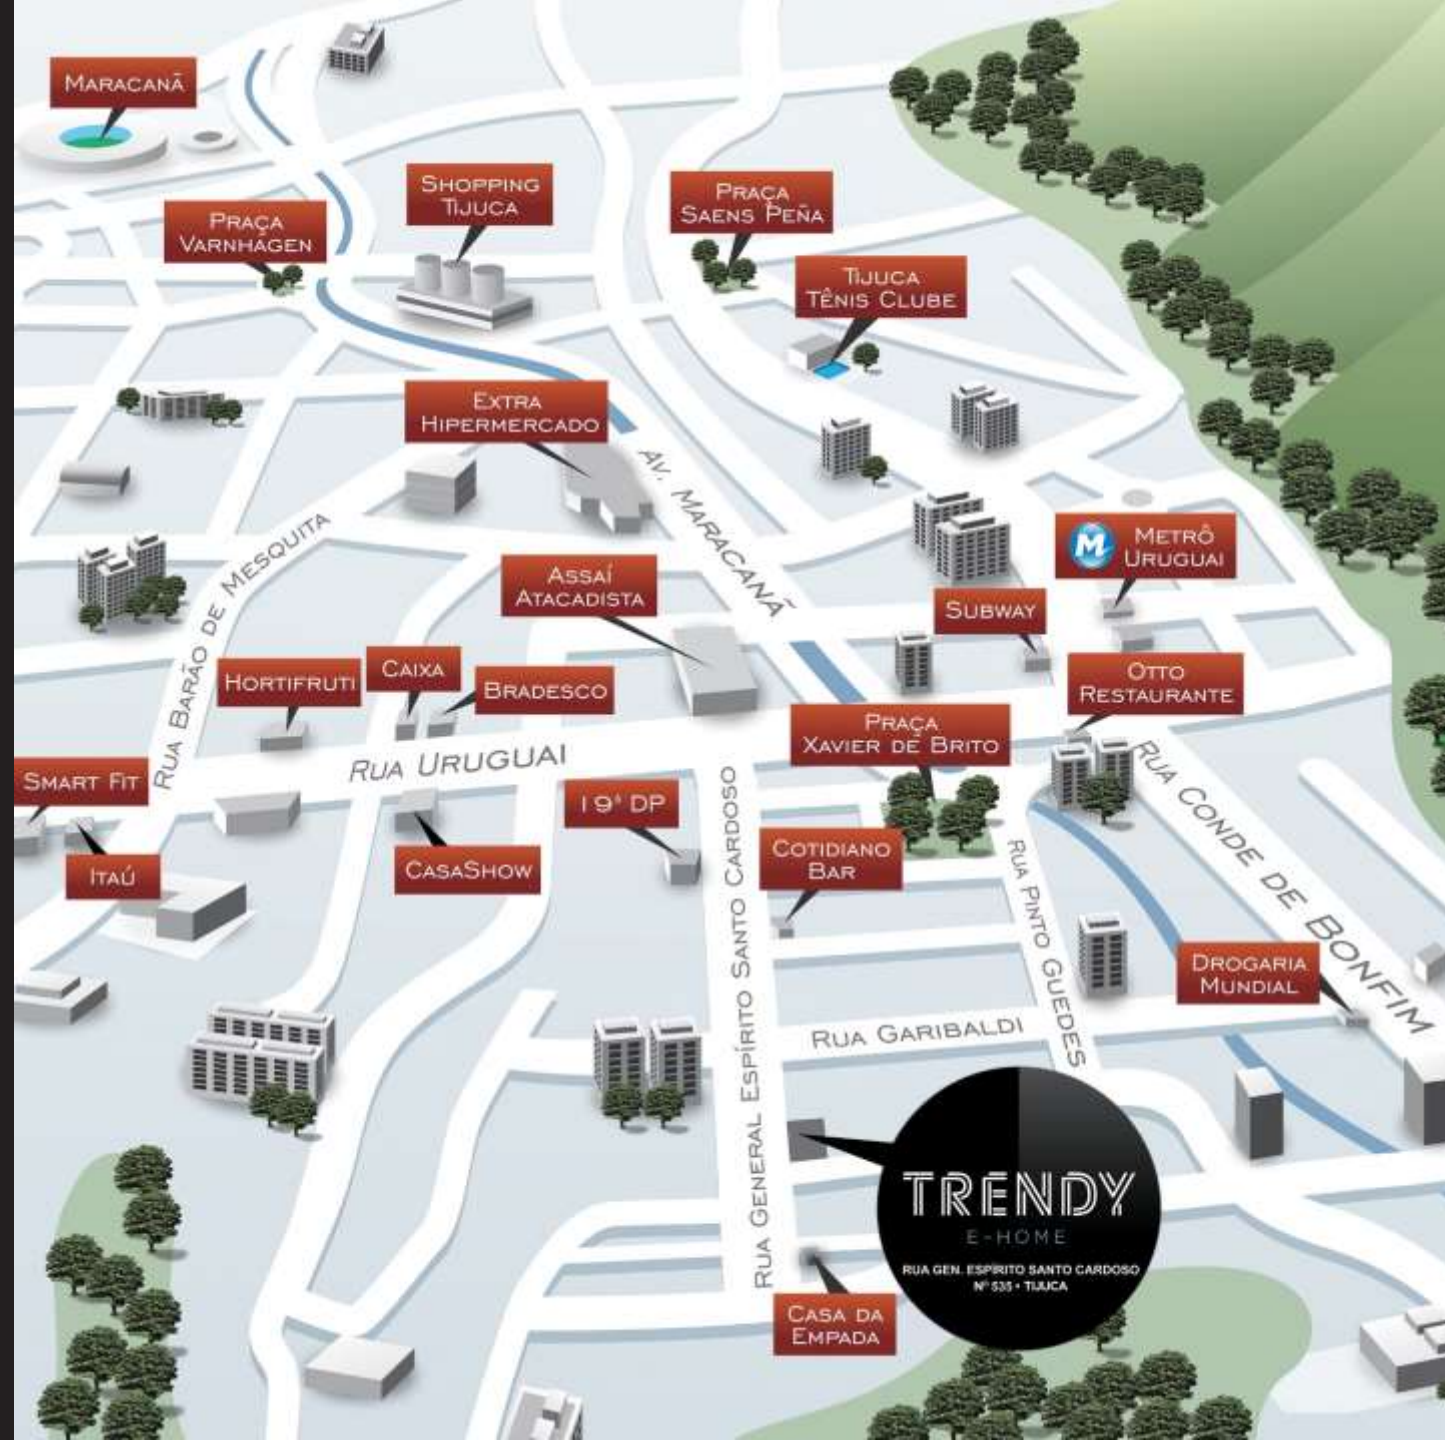 Maracanã
Shopping
Tijuca
Praça
Saens Peña
Praça
Varnhagen
Tijuca
Tênis Clube
Extra
Hipermercado
Av. Maracanã
Rua Barão de Mesquita
Metrô
Uruguai
Assaí
Atacadista
Subway
Hortifruti
Caixa
Bradesco
Otto
Restaurante
Praça
Xavier de Brito
Rua Uruguai
Smart Fit
19ª DP
Rua Conde de Bonfim
Itaú
CasaShow
Cotidiano
Bar
Rua Pinto Guedes
Drogaria
Mundial
Rua Garibaldi
Rua General Espírito Santo Cardoso
TRENDY
E-HOME
RUA GEN. ESPÍRITO SANTO CARDOSO
Nº 535 • TIJUCA
Casa da
Empada